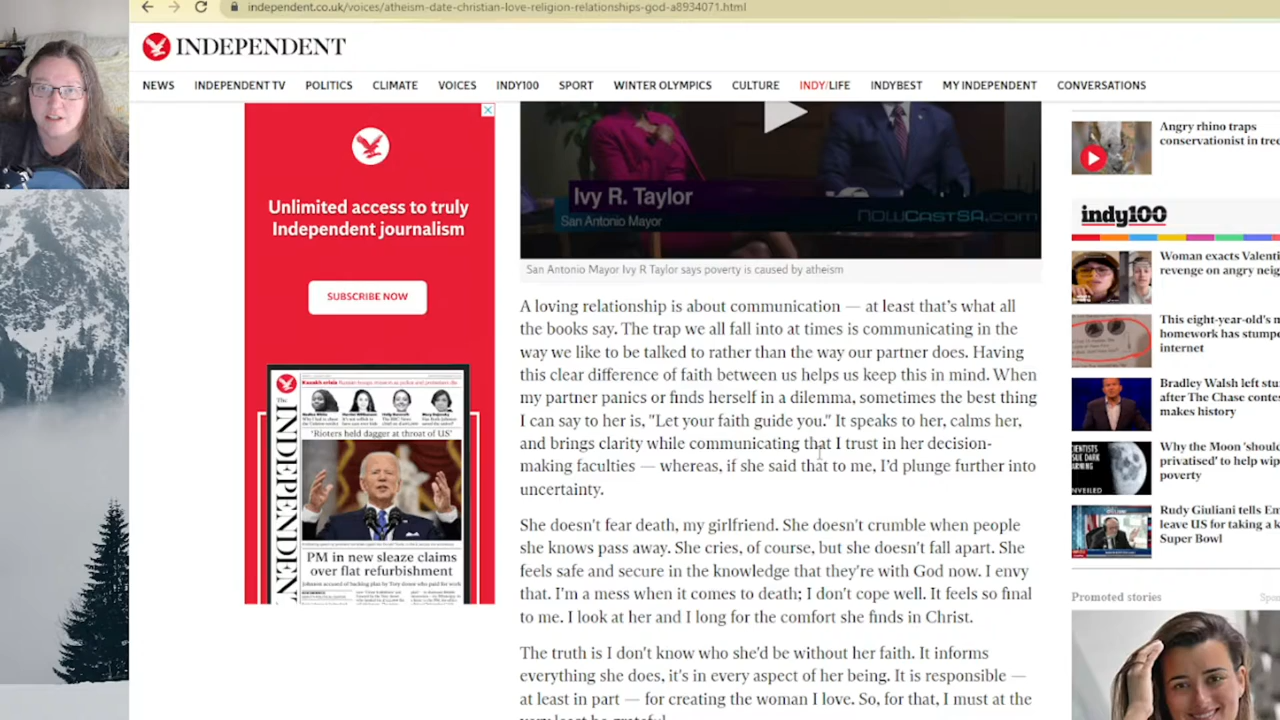 independent.co.uk/voices/atheism-date-christian-love-religion-relationships-god-a8934071.html
INDEPENDENT
NEWS INDEPENDENT TV POLITICS CLIMATE VOICES INDY100 SPORT WINTER OLYMPICS CULTURE INDY/LIFE INDYBEST MY INDEPENDENT CONVERSATIONS
Unlimited access to truly
Independent journalism
SUBSCRIBE NOW
The
INDEPENDENT
'Rioters held dagger at throat of US'
PM in new sleaze claims
over flat refurbishment
Ivy R. Taylor
San Antonio Mayor
NOWCASTSA.com
San Antonio Mayor Ivy R Taylor says poverty is caused by atheism
A loving relationship is about communication — at least that's what all
the books say. The trap we all fall into at times is communicating in the
way we like to be talked to rather than the way our partner does. Having
this clear difference of faith between us helps us keep this in mind. When
my partner panics or finds herself in a dilemma, sometimes the best thing
I can say to her is, 'Let your faith guide you.' It speaks to her, calms her,
and brings clarity while communicating that I trust in her decision-
making faculties — whereas, if she said that to me, I'd plunge further into
uncertainty.
She doesn't fear death, my girlfriend. She doesn't crumble when people
she knows pass away. She cries, of course, but she doesn't fall apart. She
feels safe and secure in the knowledge that they're with God now. I envy
that. I'm a mess when it comes to death; I don't cope well. It feels so final
to me. I look at her and I long for the comfort she finds in Christ.
The truth is I don't know who she'd be without her faith. It informs
everything she does, it's in every aspect of her being. It is responsible —
at least in part — for creating the woman I love. So, for that, I must at the
very least be grateful.
Angry rhino traps
conservationist in tree
indy100
Woman exacts Valenti
revenge on angry neig
This eight-year-old's m
homework has stumpe
internet
Bradley Walsh left stu
after The Chase contes
makes history
Why the Moon 'should
privatised' to help wip
poverty
Rudy Giuliani tells Em
leave US for taking a k
Super Bowl
Promoted stories